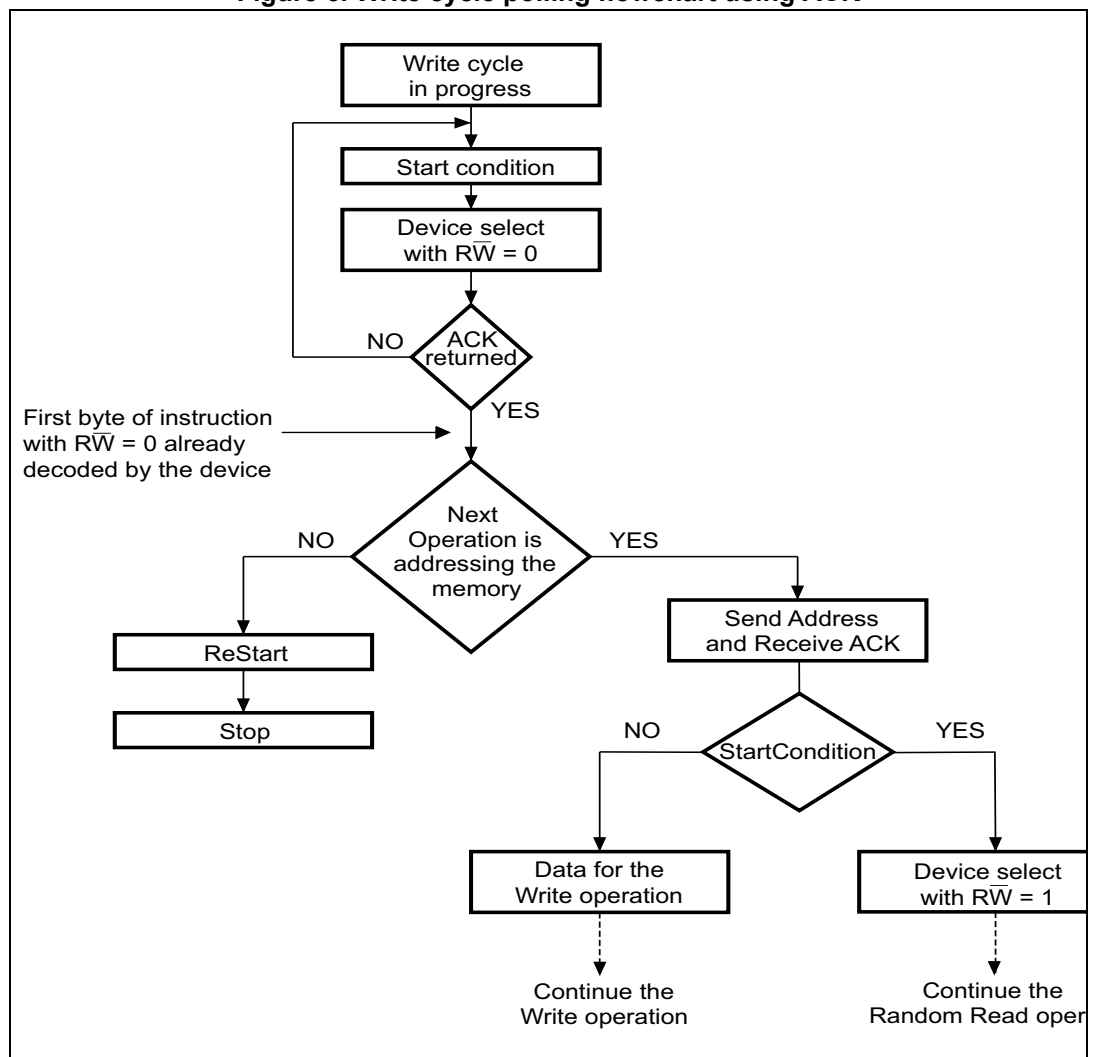 Write cycle
in progress
Start condition
Device select
with RW̅ = 0
NO
ACK
returned
YES
First byte of instruction
with RW̅ = 0 already
decoded by the device
Next
Operation is
addressing the
memory
NO
YES
Send Address
and Receive ACK
ReStart
Stop
NO
StartCondition
YES
Data for the
Write operation
Device select
with RW̅ = 1
Continue the
Write operation
Continue the
Random Read oper